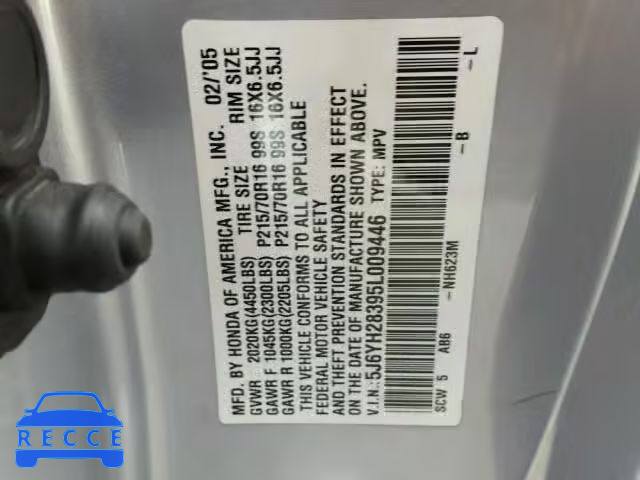 MFD. BY HONDA OF AMERICA MFG., INC. 02/'05
TIRE SIZE RIM SIZE
GVWR 2020KG(4450LBS)
GAWR F 1045KG(2300LBS) P215/70R16 99S 16X6.5JJ
GAWR R 1000KG(2205LBS) P215/70R16 99S 16X6.5JJ
THIS VEHICLE CONFORMS TO ALL APPLICABLE
FEDERAL MOTOR VEHICLE SAFETY
AND THEFT PREVENTION STANDARDS IN EFFECT
ON THE DATE OF MANUFACTURE SHOWN ABOVE.
V.I.N.:5J6YH28395L009446 TYPE: MPV
SCW 5 AB6 –NH623M –B –L
RECCE